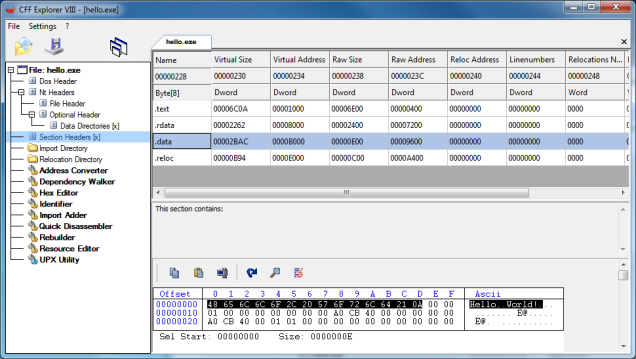 CFF Explorer VIII - [hello.exe]
File Settings ?
hello.exe
File: hello.exe
Dos Header
Nt Headers
File Header
Optional Header
Data Directories [x]
Section Headers [x]
Import Directory
Relocation Directory
Address Converter
Dependency Walker
Hex Editor
Identifier
Import Adder
Quick Disassembler
Rebuilder
Resource Editor
UPX Utility
Name Virtual Size Virtual Address Raw Size Raw Address Reloc Address Linenumbers Relocations N...
00000228 00000230 00000234 00000238 0000023C 00000240 00000244 00000248
Byte[8] Dword Dword Dword Dword Dword Dword Word
.text 00006C0A 00001000 00006E00 00000400 00000000 00000000 0000
.rdata 00002262 00008000 00002400 00007200 00000000 00000000 0000
.data 00002BAC 0000B000 00000E00 00009600 00000000 00000000 0000
.reloc 00000B94 0000E000 00000C00 0000A400 00000000 00000000 0000
This section contains:
Offset 0 1 2 3 4 5 6 7 8 9 A B C D E F Ascii
00000000 48 65 6C 6C 6F 2C 20 57 6F 72 6C 64 21 0A 00 00 Hello, World!...
00000010 01 00 00 00 00 00 00 00 A0 CB 40 00 00 00 00 00 ........ Ë@.....
00000020 A0 CB 40 00 01 01 00 00 00 00 00 00 00 00 00 00 Ë@.............
Sel Start: 00000000 Size: 0000000E